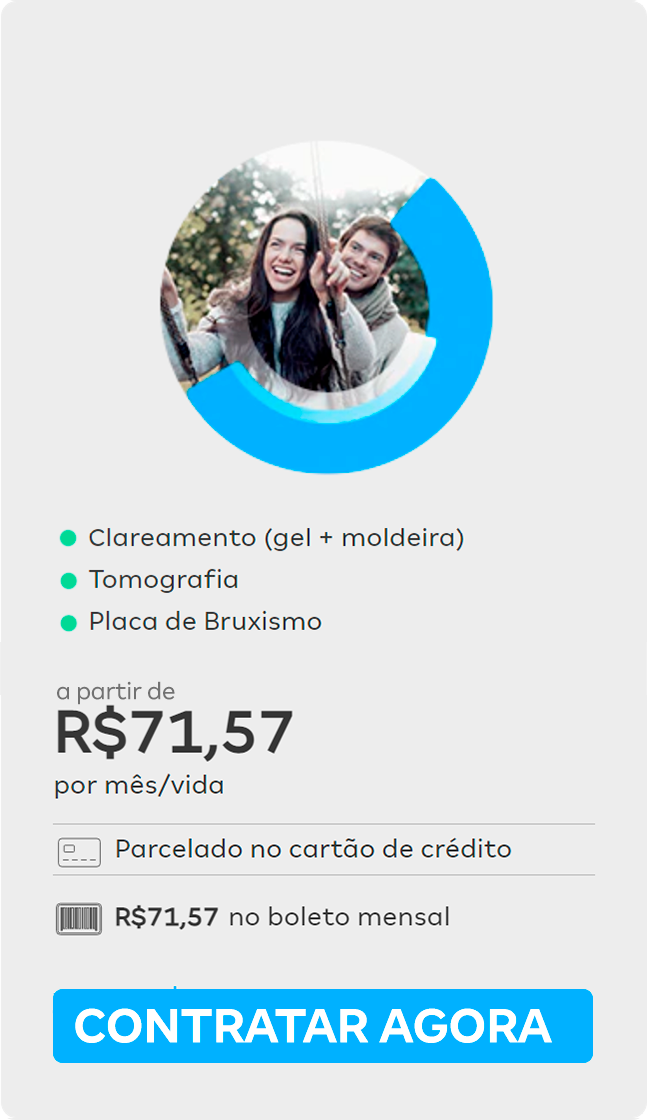 Clareamento (gel + moldeira)
Tomografia
Placa de Bruxismo
a partir de
R$71,57
por mês/vida
Parcelado no cartão de crédito
R$71,57 no boleto mensal
CONTRATAR AGORA